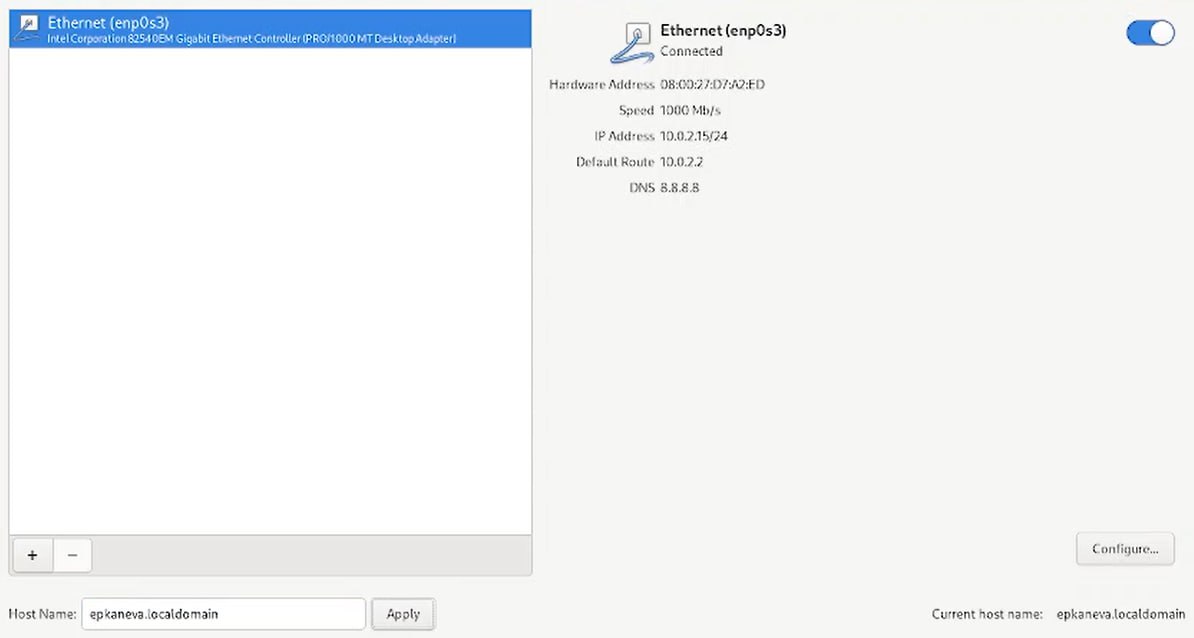 Ethernet (enp0s3)
Intel Corporation 82540EM Gigabit Ethernet Controller (PRO/1000 MT Desktop Adapter)
Ethernet (enp0s3)
Connected
Hardware Address 08:00:27:D7:A2:ED
Speed 1000 Mb/s
IP Address 10.0.2.15/24
Default Route 10.0.2.2
DNS 8.8.8.8
+ −
Configure...
Host Name: epkaneva.localdomain Apply Current host name: epkaneva.localdomain